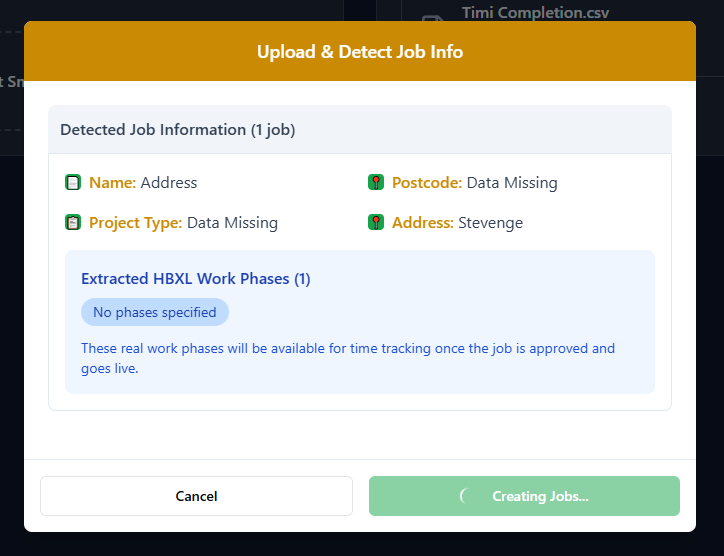 Timi Completion.csv
t Sn
Upload & Detect Job Info
Detected Job Information (1 job)
Name: Address
Postcode: Data Missing
Project Type: Data Missing
Address: Stevenge
Extracted HBXL Work Phases (1)
No phases specified
These real work phases will be available for time tracking once the job is approved and
goes live.
Cancel
Creating Jobs...